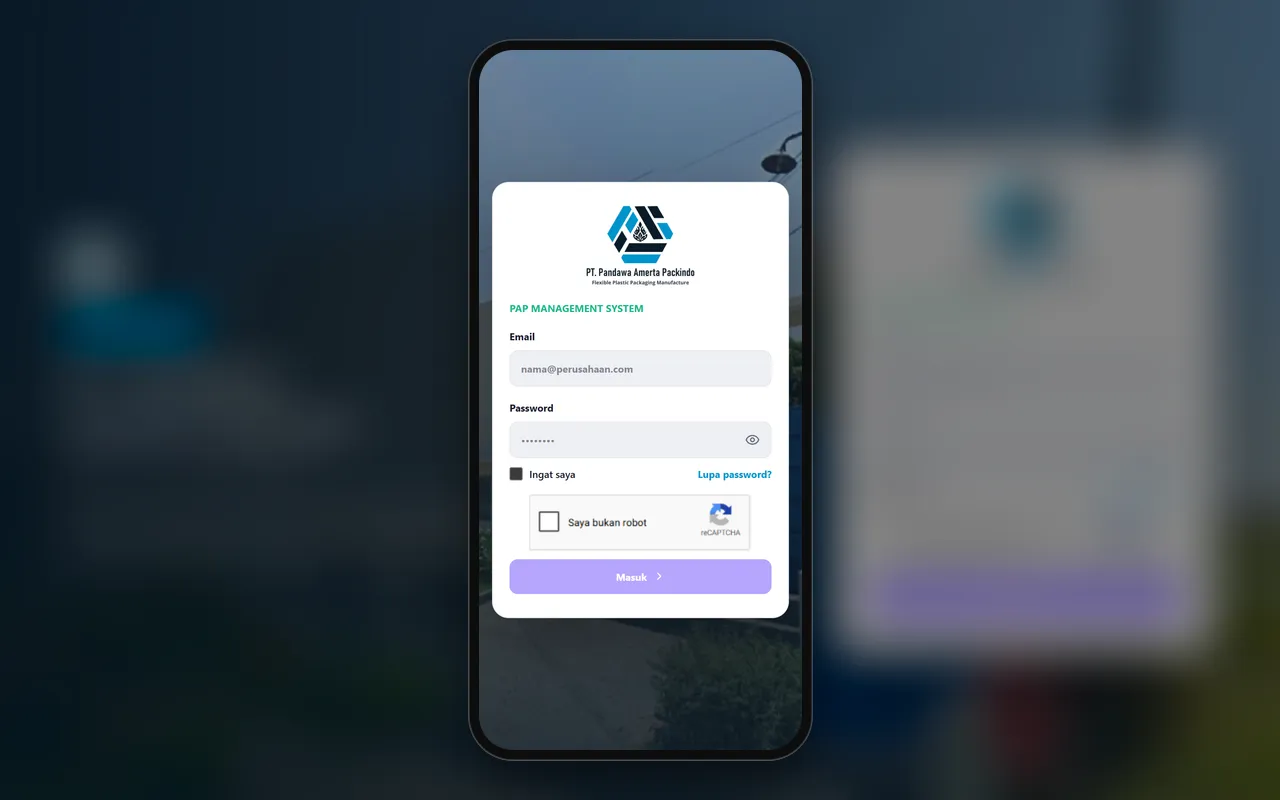 PT. Pandawa Amerta Packindo
Flexible Plastic Packaging Manufacture
PAP MANAGEMENT SYSTEM
Email
nama@perusahaan.com
Password
••••••••
Ingat saya
Lupa password?
Saya bukan robot
reCAPTCHA
Masuk